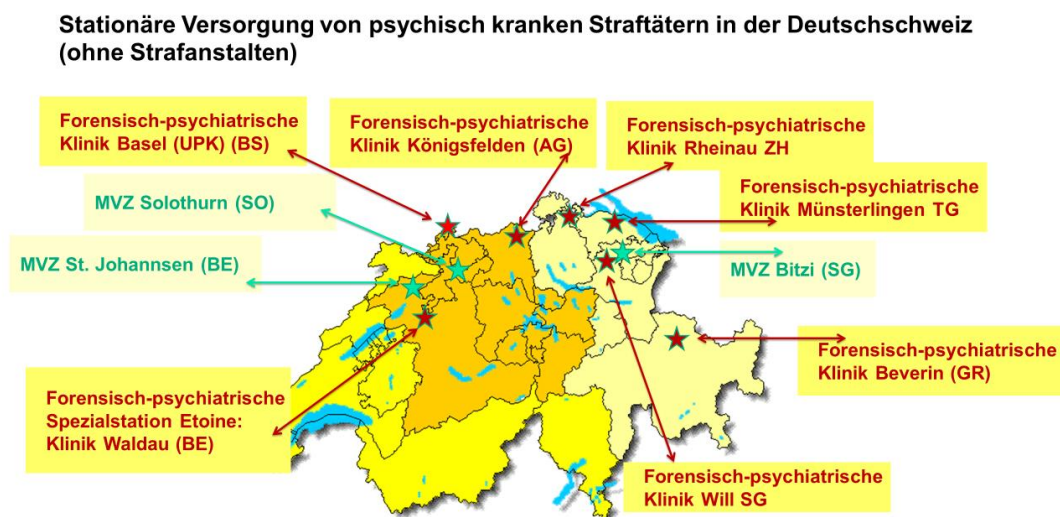 Stationäre Versorgung von psychisch kranken Straftätern in der Deutschschweiz
(ohne Strafanstalten)
Forensisch-psychiatrische
Klinik Basel (UPK) (BS)
Forensisch-psychiatrische
Klinik Königsfelden (AG)
Forensisch-psychiatrische
Klinik Rheinau ZH
MVZ Solothurn (SO)
Forensisch-psychiatrische
Klinik Münsterlingen TG
MVZ St. Johannsen (BE)
MVZ Bitzi (SG)
Forensisch-psychiatrische
Klinik Beverin (GR)
Forensisch-psychiatrische
Spezialstation Etoine:
Klinik Waldau (BE)
Forensisch-psychiatrische
Klinik Will SG